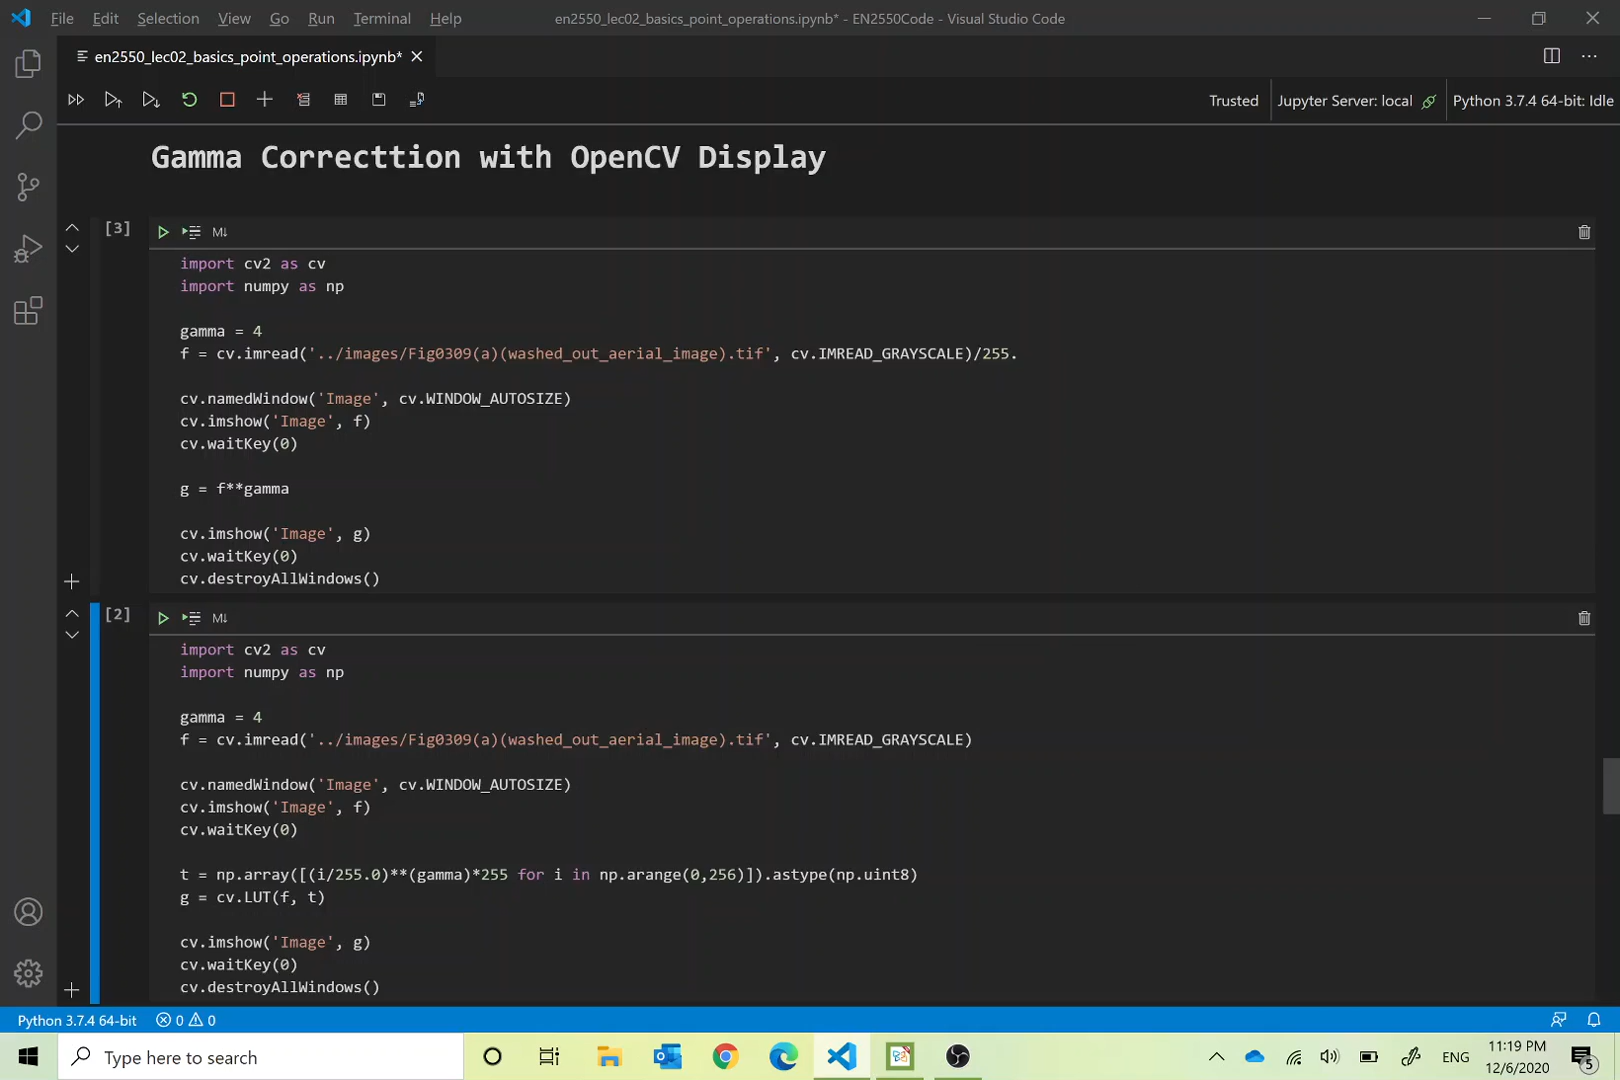 File Edit Selection View Go Run Terminal Help
en2550_lec02_basics_point_operations.ipynb* - EN2550Code - Visual Studio Code
en2550_lec02_basics_point_operations.ipynb*
Trusted Jupyter Server: local Python 3.7.4 64-bit: Idle
Gamma Correcttion with OpenCV Display
[3]
M↓
import cv2 as cv
import numpy as np
gamma = 4
f = cv.imread('../images/Fig0309(a)(washed_out_aerial_image).tif', cv.IMREAD_GRAYSCALE)/255.
cv.namedWindow('Image', cv.WINDOW_AUTOSIZE)
cv.imshow('Image', f)
cv.waitKey(0)
g = f**gamma
cv.imshow('Image', g)
cv.waitKey(0)
cv.destroyAllWindows()
[2]
M↓
import cv2 as cv
import numpy as np
gamma = 4
f = cv.imread('../images/Fig0309(a)(washed_out_aerial_image).tif', cv.IMREAD_GRAYSCALE)
cv.namedWindow('Image', cv.WINDOW_AUTOSIZE)
cv.imshow('Image', f)
cv.waitKey(0)
t = np.array([(i/255.0)**(gamma)*255 for i in np.arange(0,256)]).astype(np.uint8)
g = cv.LUT(f, t)
cv.imshow('Image', g)
cv.waitKey(0)
cv.destroyAllWindows()
Python 3.7.4 64-bit 0 0
Type here to search
ENG
11:19 PM
12/6/2020
5